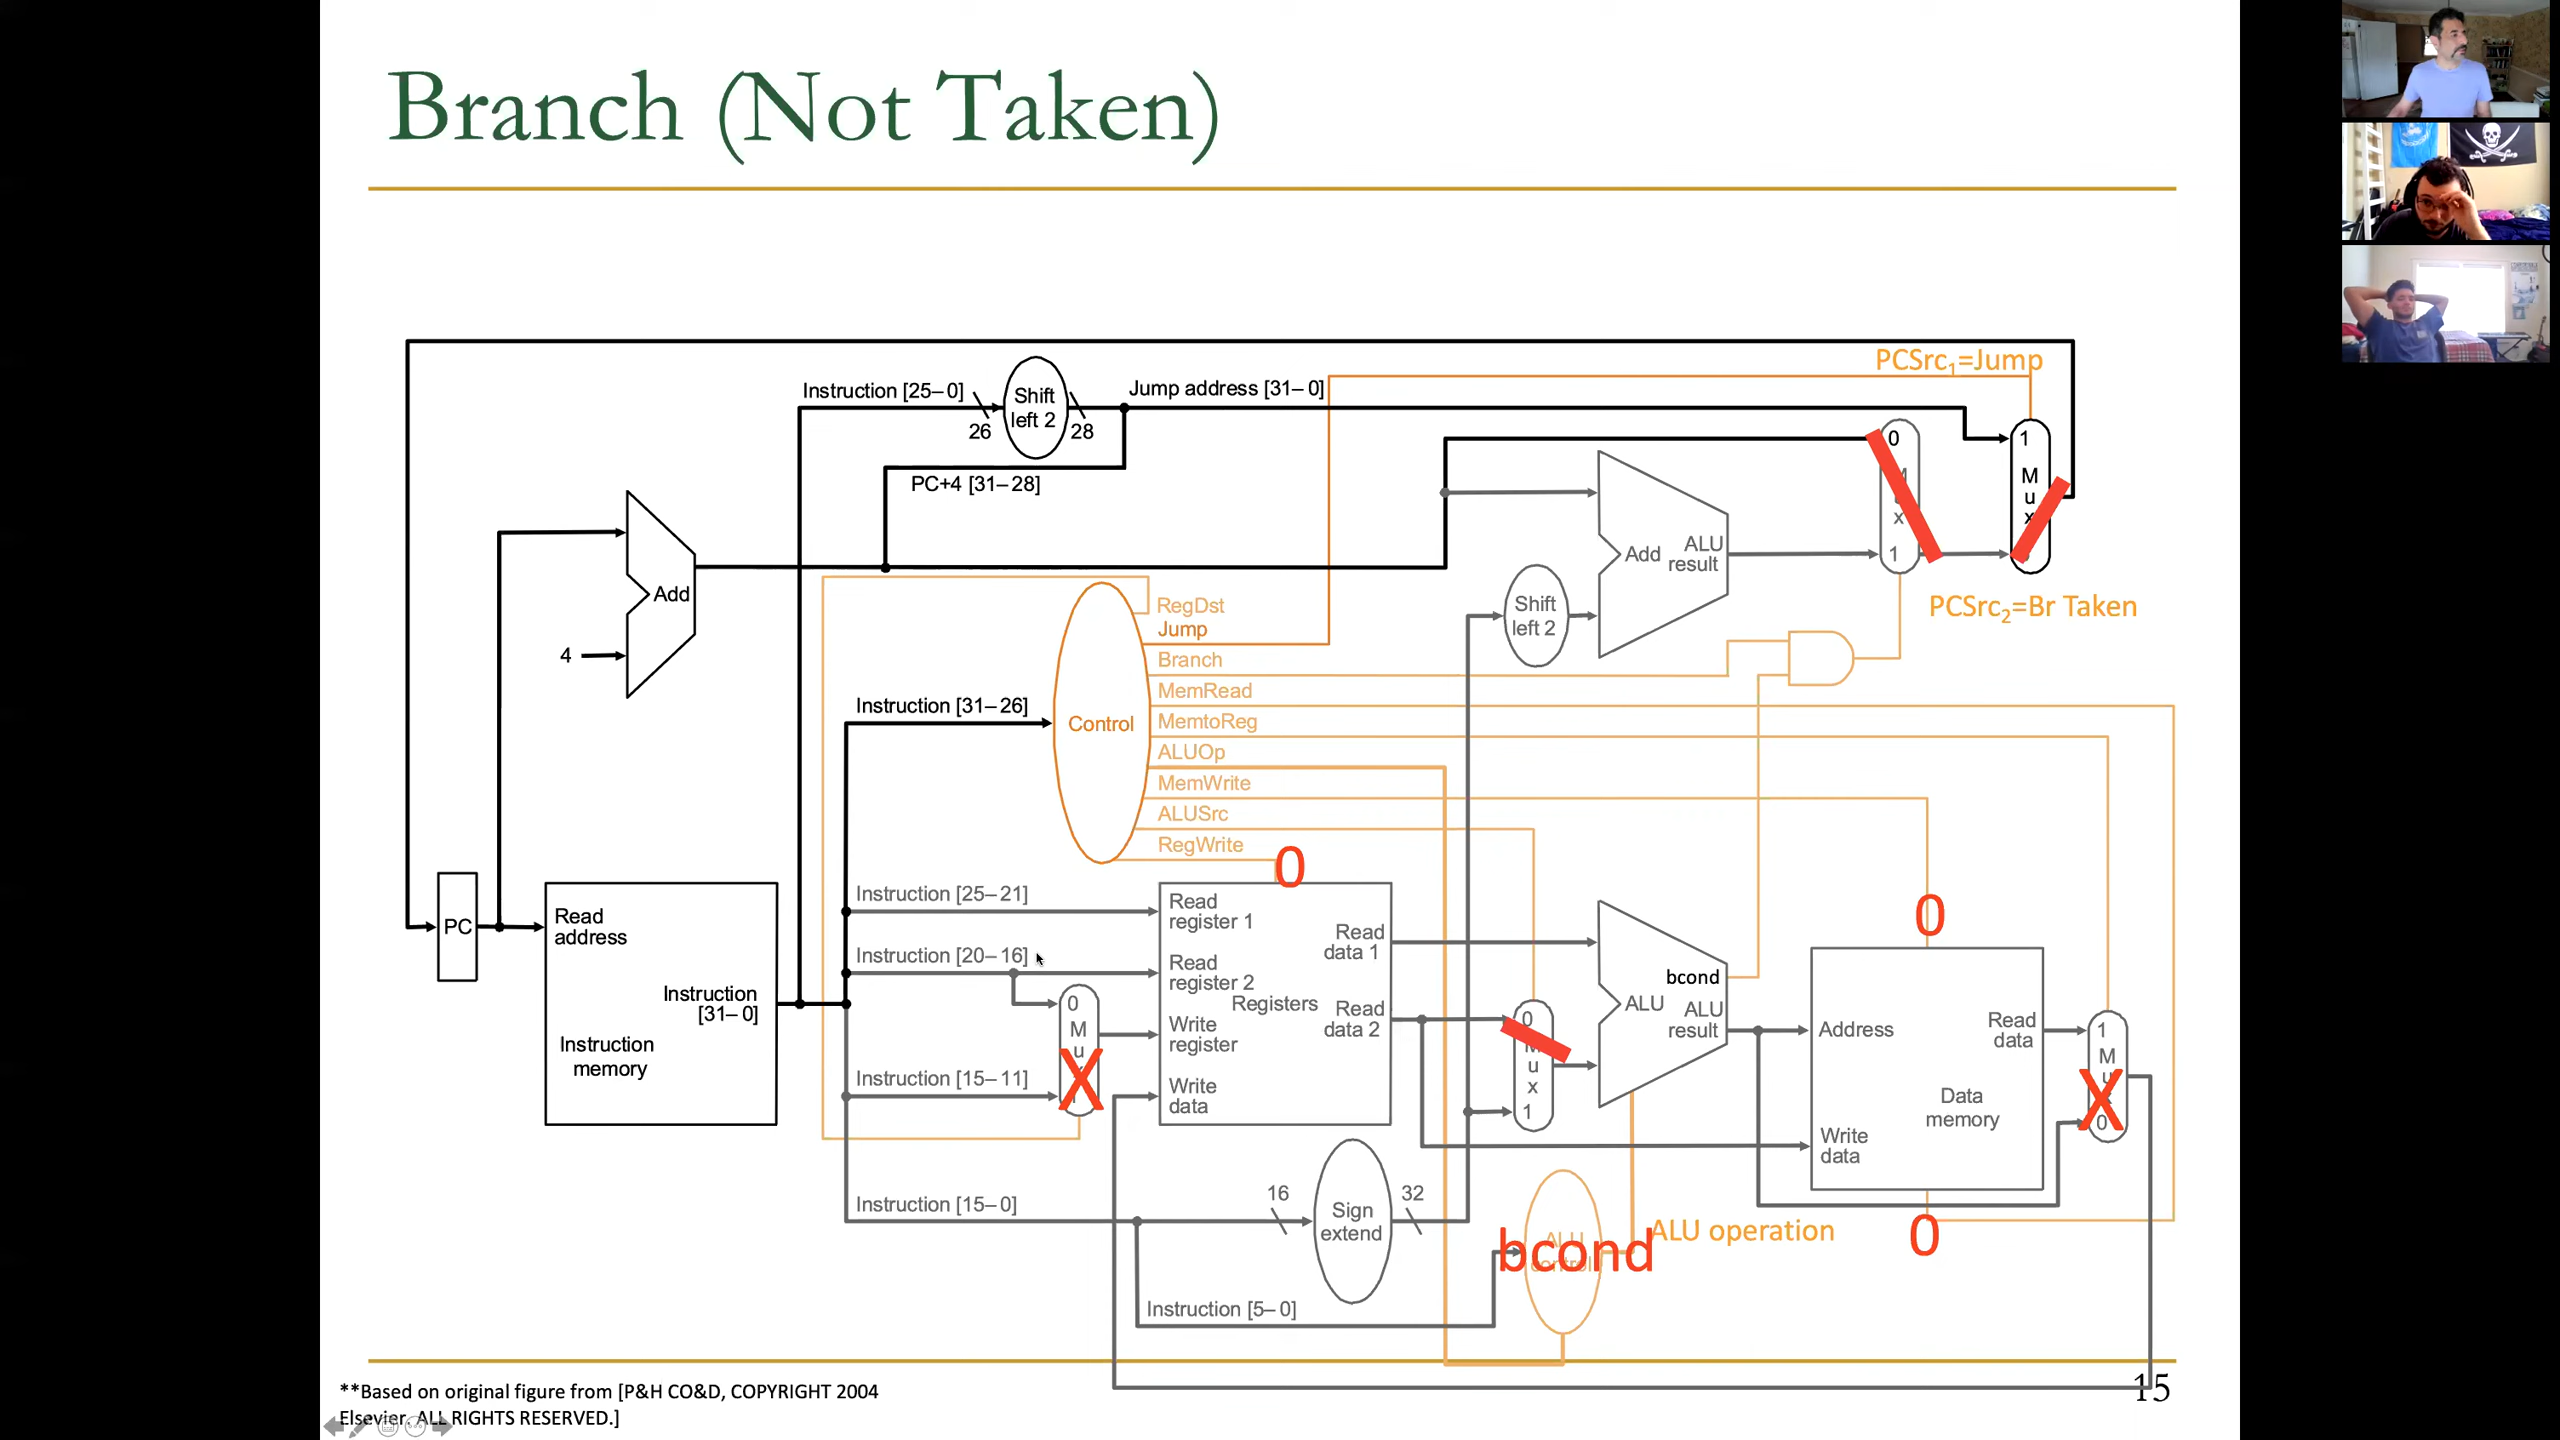 Branch (Not Taken)
PCSrc1=Jump
Instruction [25–0]
Shift
left 2
Jump address [31–0]
26
28
1
M
u
x
0
M
u
x
1
PC+4 [31–28]
Add
ALU
result
Add
4
Shift
left 2
PCSrc2=Br Taken
RegDst
Jump
Branch
MemRead
MemtoReg
ALUOp
MemWrite
ALUSrc
RegWrite
Instruction [31–26]
Control
0
PC
Read
address
Instruction
[31–0]
Instruction
memory
Instruction [25–21]
Instruction [20–16]
Instruction [15–11]
Instruction [15–0]
Instruction [5–0]
0
M
u
X
Read
register 1
Read
register 2
Registers
Write
register
Write
data
Read
data 1
Read
data 2
0
M
u
x
1
bcond
ALU
ALU
result
0
Address
Read
data
Data
memory
Write
data
1
M
u
X
0
16
Sign
extend
32
ALU
control
bcond
ALU operation
0
**Based on original figure from [P&H CO&D, COPYRIGHT 2004
Elsevier. ALL RIGHTS RESERVED.]
15